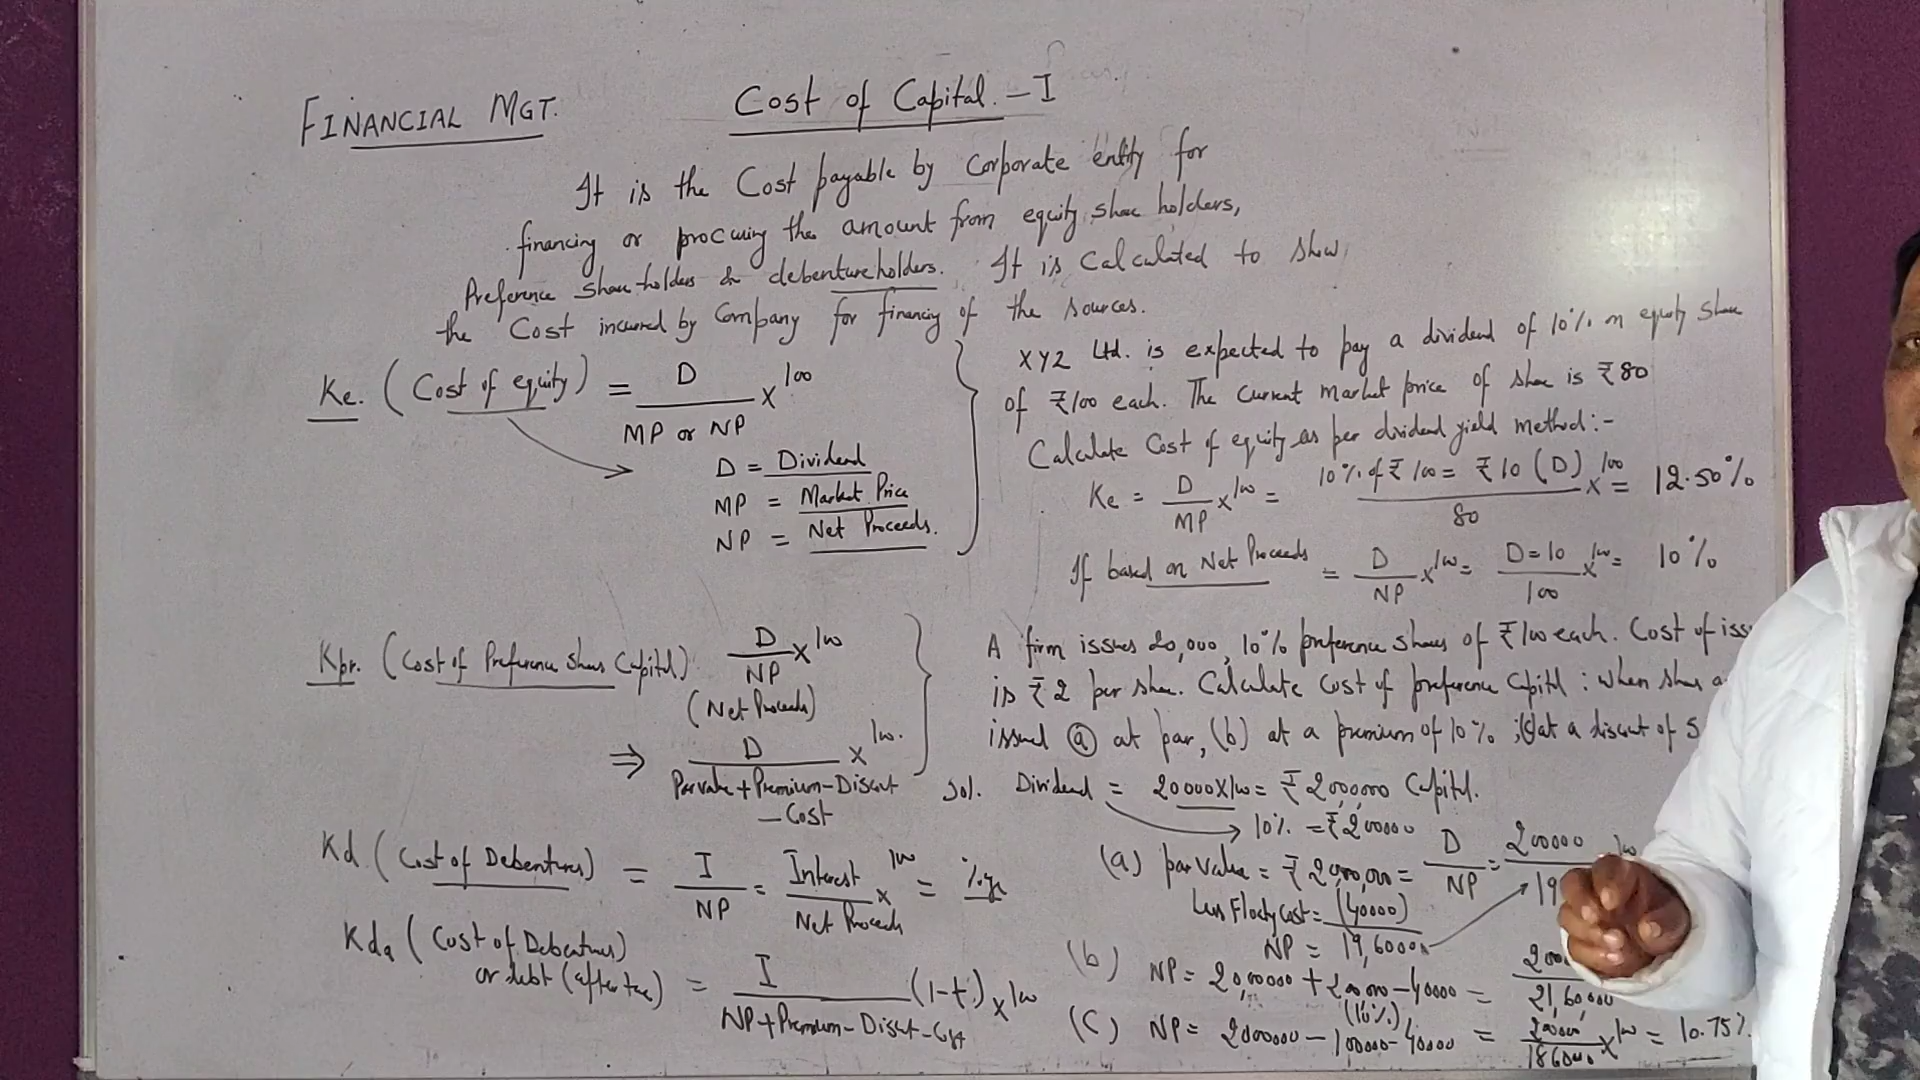 FINANCIAL MGT.
Cost of Capital. - I
It is the Cost payable by Corporate entity for
financing or procuring the amount from equity share holders,
Preference share holders & debentureholders. It is Calculated to show
the Cost incurred by Company for financing of the sources.
Ke. (Cost of equity) = D / MP or NP x 100
D = Dividend
MP = Market Price
NP = Net Proceeds.
XYZ Ltd. is expected to pay a dividend of 10% on equity share
of ₹100 each. The Current market price of share is ₹80
Calculate Cost of equity as per dividend yield method:-
Ke = D / MP x 100 = 10% of ₹100 = ₹10 (D) / 80 x 100 = 12.50%
If based on Net Proceeds = D / NP x 100 = D=10 / 100 x 100 = 10%
Kpr. (Cost of Preference Share Capital) D / NP x 100
(Net Proceeds)
⇒ D / Parvalue+Premium-Discount - Cost x 100.
A firm issues 20,000, 10% preference shares of ₹100 each. Cost of
is ₹2 per share. Calculate Cost of preference Capital: when
issued (a) at par, (b) at a premium of 10%; (c) at a discount of 5
Sol. Dividend = 20000X100 = ₹2000000 Capital.
10% = ₹200000
(a) par value = ₹20,00,000 = D / NP = 200000
Less Floatg Cost = (40000)
NP = 19,60000
(b) NP = 20,00000 + 200000 - 40000 = / 21,60000
(10%)
(C) NP = 2000000 - 100000 - 40000 = 200000 / 1860000 x 100 = 10.75%
Kd (Cost of Debentures) = I / NP = Interest / Net Proceeds x 100 = %ge
Kda (Cost of Debentures)
or debt (after tax) = I / NP+Premium-Discount-Cost (1-t) x 100